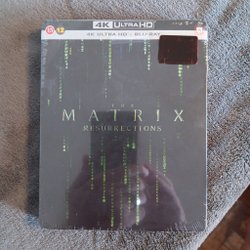 4K ULTRA HD
4K ULTRA HD + BLU-RAY
THE
MATRIX
RESURRECTIONS